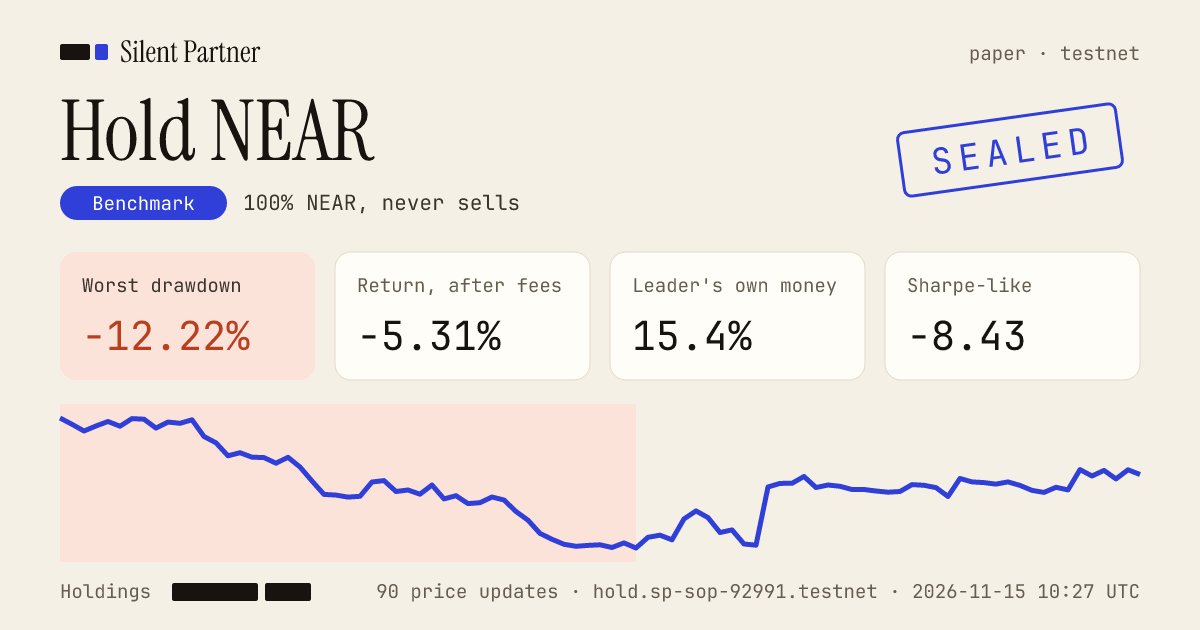 Silent Partner
paper · testnet
Hold NEAR
SEALED
Benchmark 100% NEAR, never sells
Worst drawdown
-12.22%
Return, after fees
-5.31%
Leader's own money
15.4%
Sharpe-like
-8.43
Holdings
90 price updates · hold.sp-sop-92991.testnet · 2026-11-15 10:27 UTC